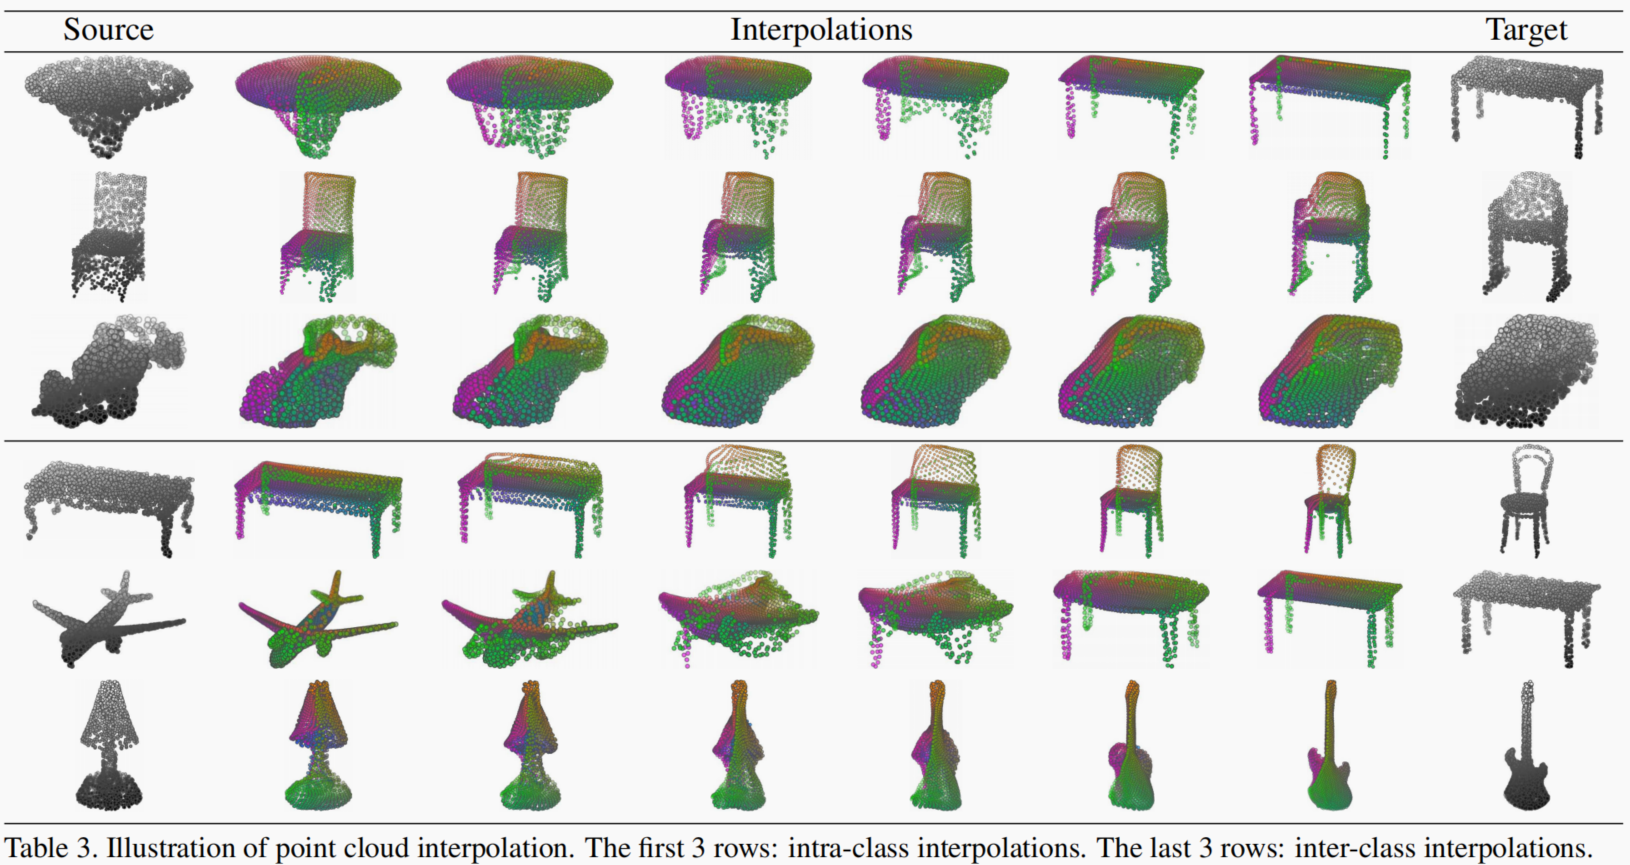 Source Interpolations Target
Table 3. Illustration of point cloud interpolation. The first 3 rows: intra-class interpolations. The last 3 rows: inter-class interpolations.